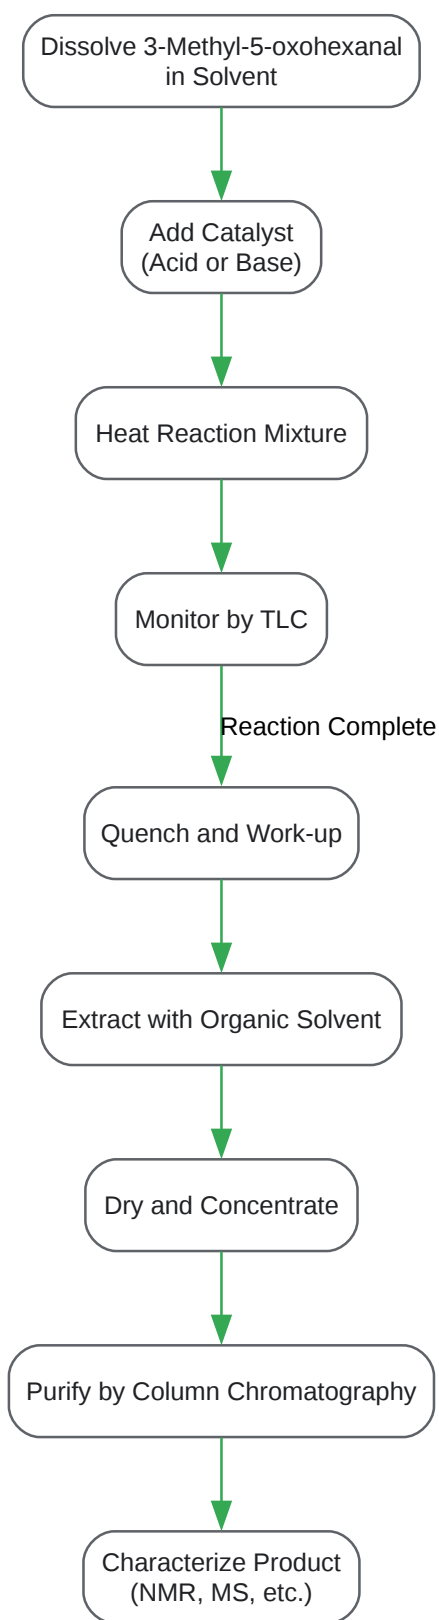 Dissolve 3-Methyl-5-oxohexanal
in Solvent
Add Catalyst
(Acid or Base)
Heat Reaction Mixture
Monitor by TLC
Reaction Complete
Quench and Work-up
Extract with Organic Solvent
Dry and Concentrate
Purify by Column Chromatography
Characterize Product
(NMR, MS, etc.)